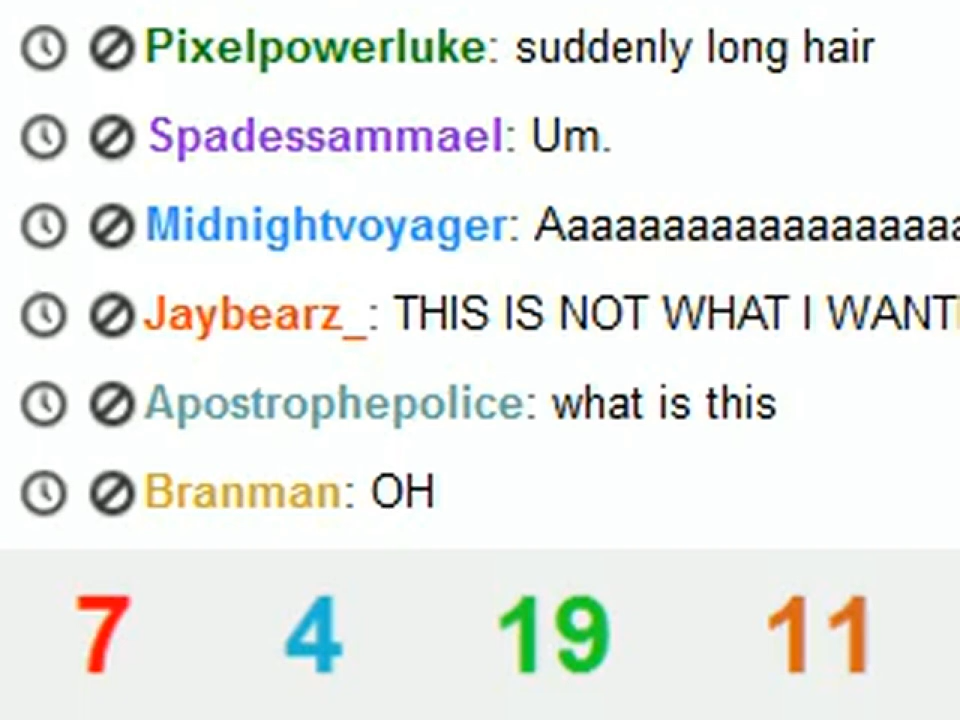 Pixelpowerluke: suddenly long hair
Spadessammael: Um.
Midnightvoyager: Aaaaaaaaaaaaaaaaaa
Jaybearz_: THIS IS NOT WHAT I WANT
Apostrophepolice: what is this
Branman: OH
7 4 19 11